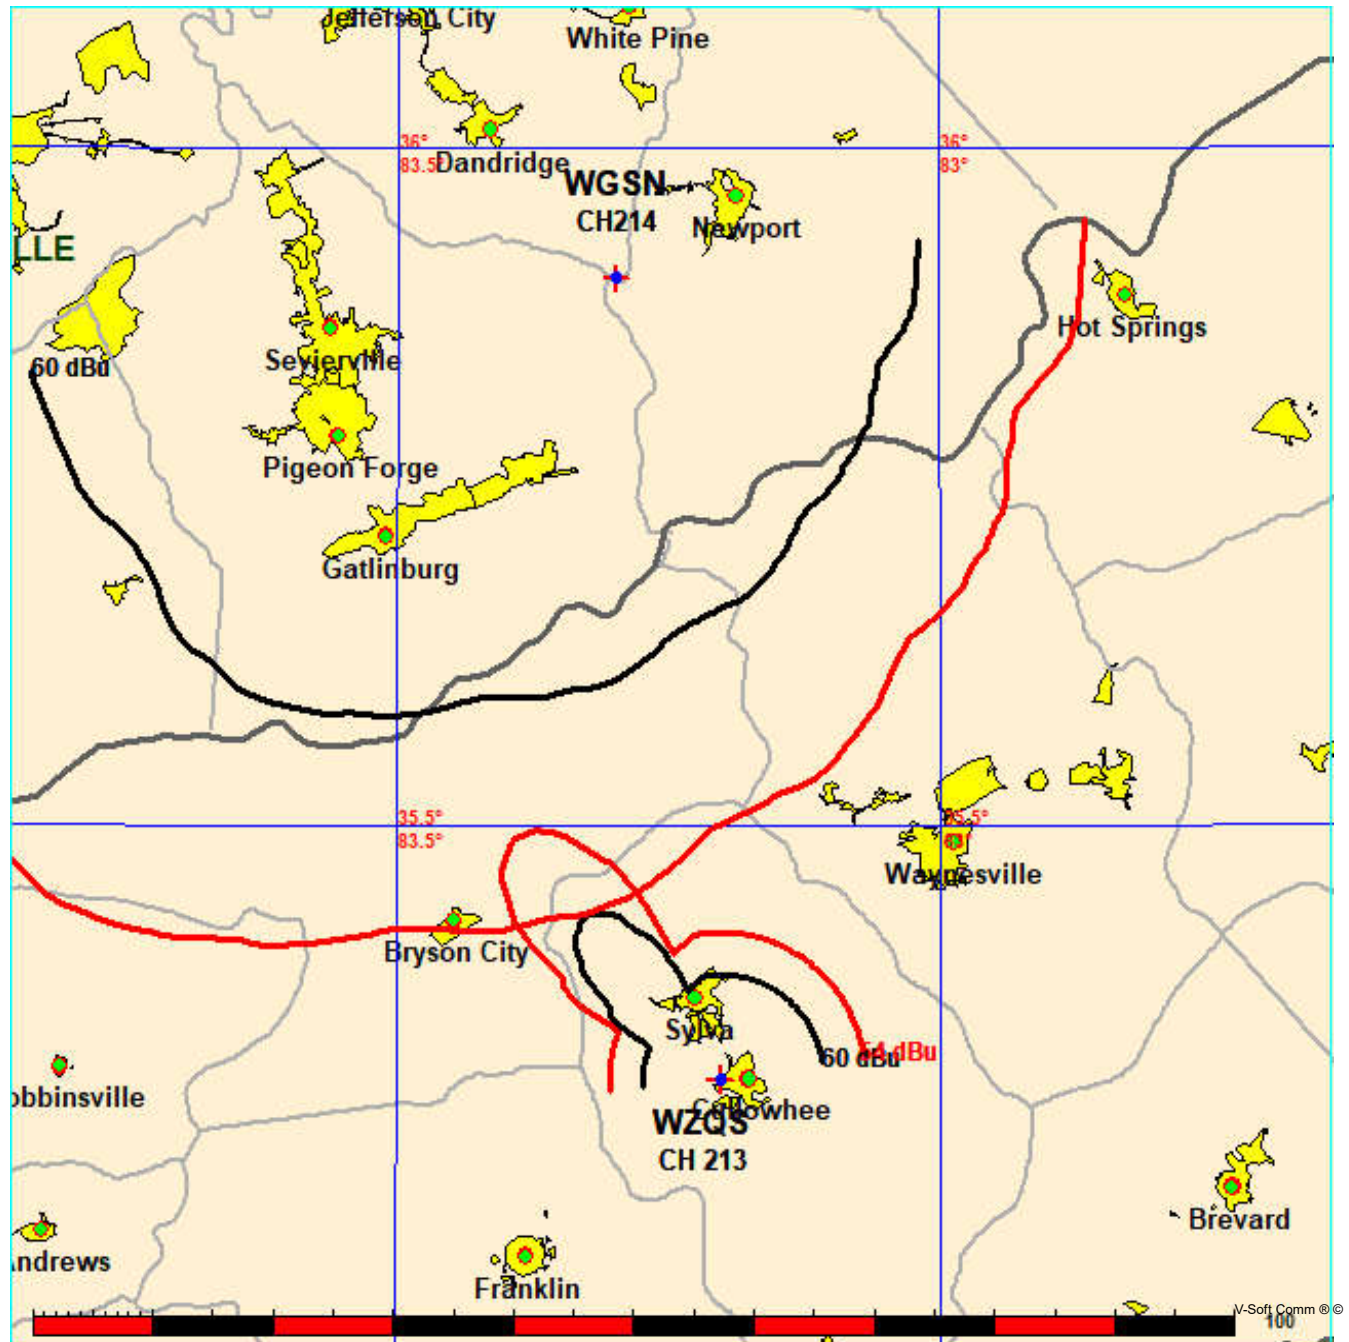 Jefferson City
White Pine
36°
83.5°
36°
83°
Dandridge
WGSN
CH214
Newport
LLE
Hot Springs
Sevierville
60 dBu
Pigeon Forge
Gatlinburg
35.5°
83.5°
35.5°
Waynesville
Bryson City
Sylva
54 dBu
60 dBu
obbinsville
Cullowhee
WZQS
CH 213
Brevard
Andrews
Franklin
V-Soft Comm ® ©
100